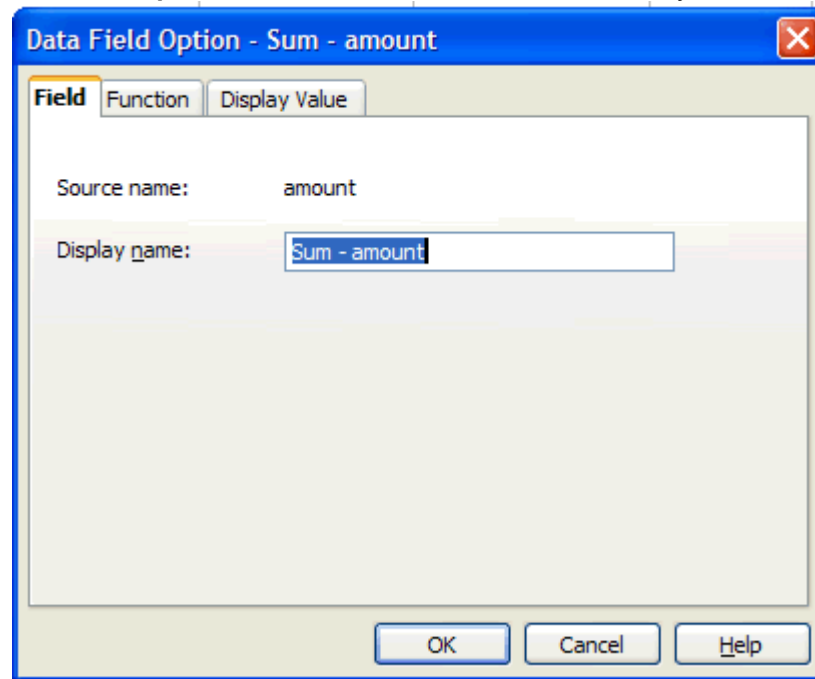 Data Field Option - Sum - amount
Field Function Display Value
Source name: amount
Display name: Sum - amount
OK Cancel Help